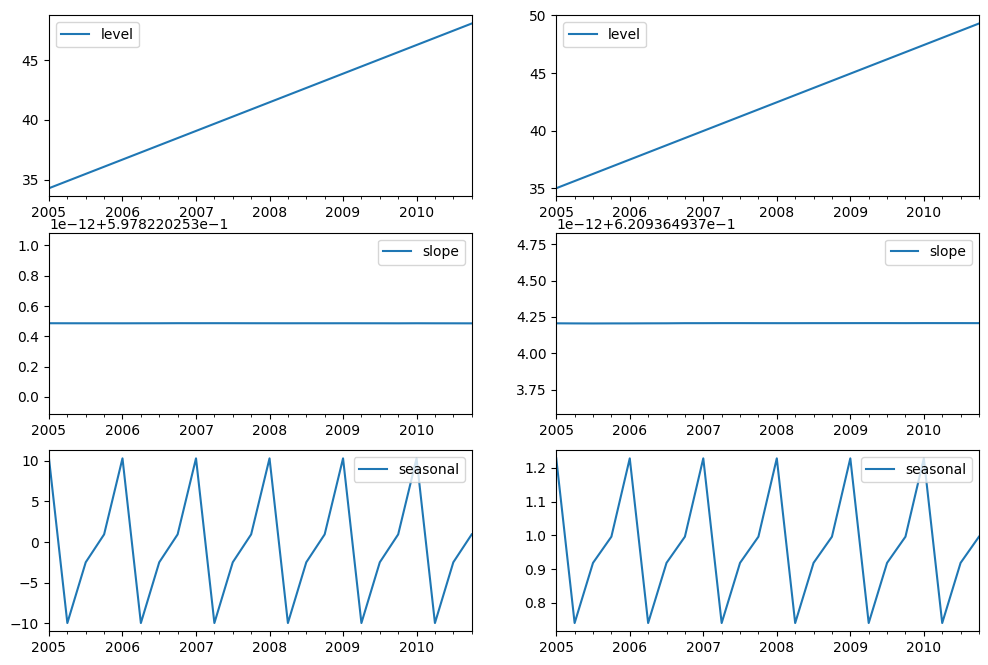 level
45
40
35
2005 2006 2007 2008 2009 2010
level
50
45
40
35
2005 2006 2007 2008 2009 2010
1e-12+5.978220253e-1
slope
1.0
0.8
0.6
0.4
0.2
0.0
2005 2006 2007 2008 2009 2010
1e-12+6.209364937e-1
slope
4.75
4.50
4.25
4.00
3.75
2005 2006 2007 2008 2009 2010
seasonal
10
5
0
−5
−10
2005 2006 2007 2008 2009 2010
seasonal
1.2
1.1
1.0
0.9
0.8
2005 2006 2007 2008 2009 2010